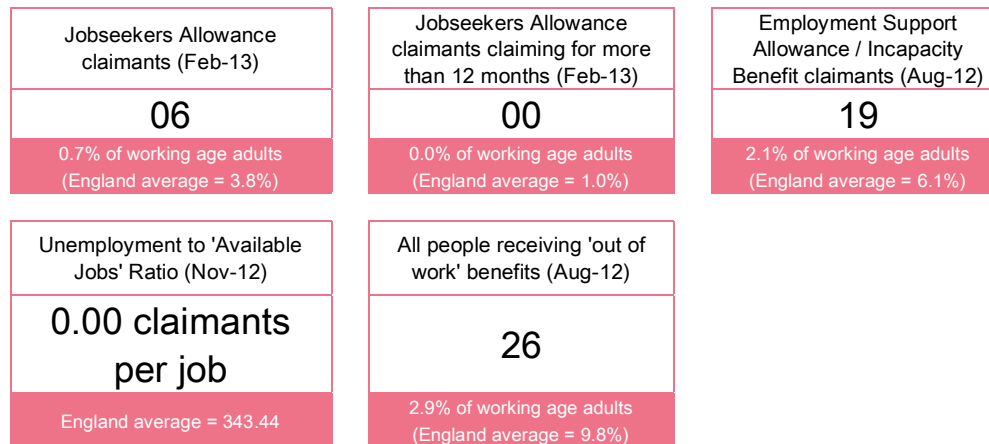 Jobseekers Allowance
claimants (Feb-13)
06
0.7% of working age adults
(England average = 3.8%)
Jobseekers Allowance
claimants claiming for more
than 12 months (Feb-13)
00
0.0% of working age adults
(England average = 1.0%)
Employment Support
Allowance / Incapacity
Benefit claimants (Aug-12)
19
2.1% of working age adults
(England average = 6.1%)
Unemployment to 'Available
Jobs' Ratio (Nov-12)
0.00 claimants
per job
England average = 343.44
All people receiving 'out of
work' benefits (Aug-12)
26
2.9% of working age adults
(England average = 9.8%)